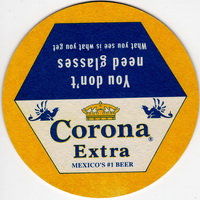 You don't
need glasses
What you see is what you get
Corona
Extra
MEXICO'S #1 BEER